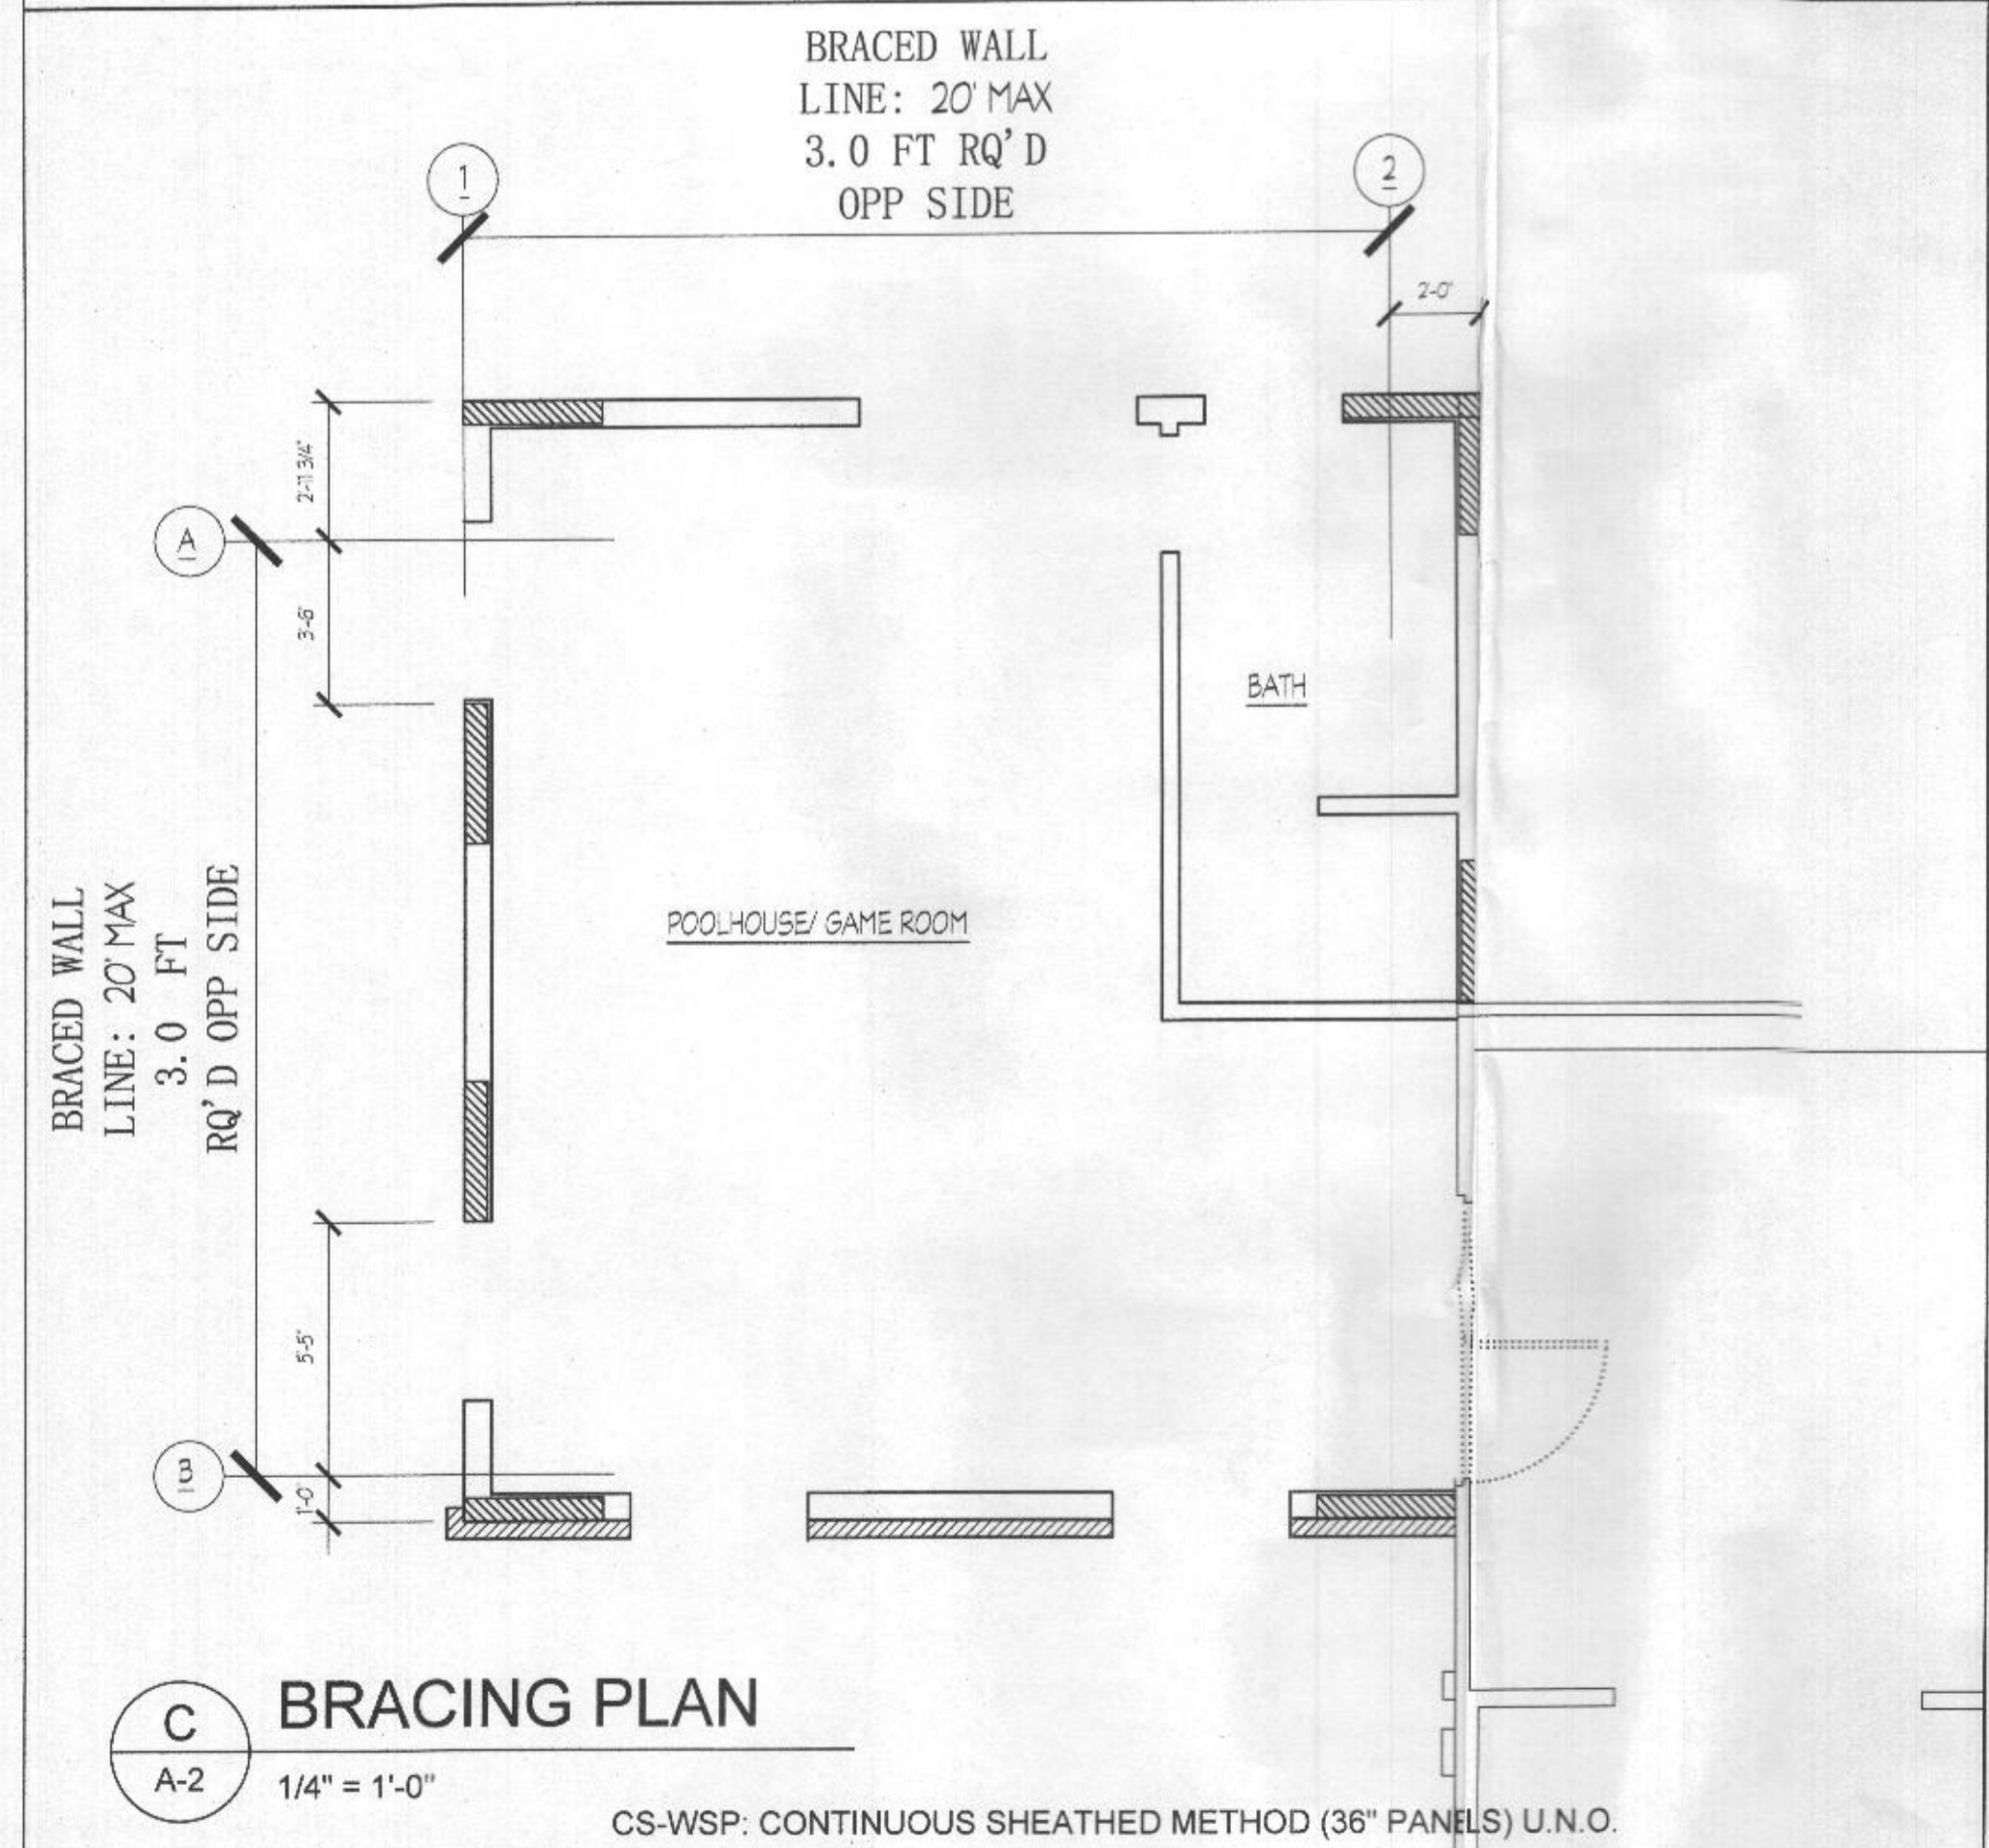 BRACED WALL
LINE: 20' MAX
3.0 FT RQ'D
OPP SIDE
1
2
2'-0"
2'-11 3/4"
A
3'-6"
BATH
BRACED WALL
LINE: 20' MAX
3.0 FT
RQ'D OPP SIDE
POOLHOUSE/ GAME ROOM
5'-5"
B
1'-0"
C
A-2
BRACING PLAN
1/4" = 1'-0"
CS-WSP: CONTINUOUS SHEATHED METHOD (36" PANELS) U.N.O.